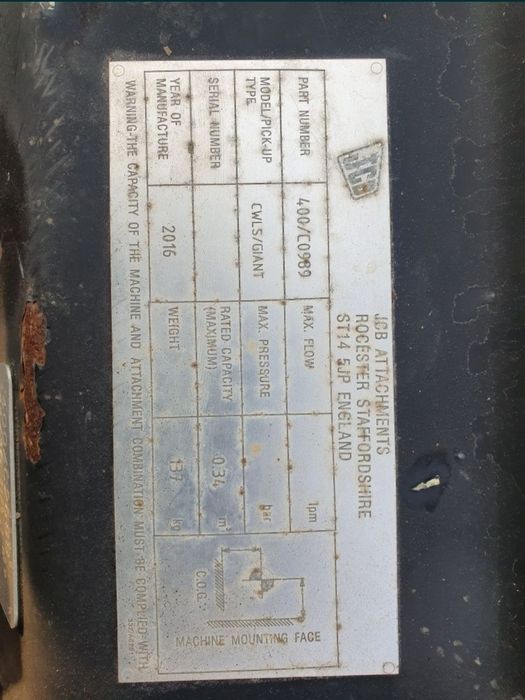 JCB
JCB ATTACHMENTS
ROCESTER STAFFORDSHIRE
ST14 5JP ENGLAND
PART NUMBER 400/C0989 MAX. FLOW lpm
MODEL/PICK-UP TYPE CWLS/GIANT MAX. PRESSURE bar
SERIAL NUMBER RATED CAPACITY (MAXIMUM) 0.34 m³
YEAR OF MANUFACTURE 2016 WEIGHT 137 kg
C.O.G.
MACHINE MOUNTING FACE
WARNING-THE CAPACITY OF THE MACHINE AND ATTACHMENT COMBINATION MUST BE COMPLIED WITH